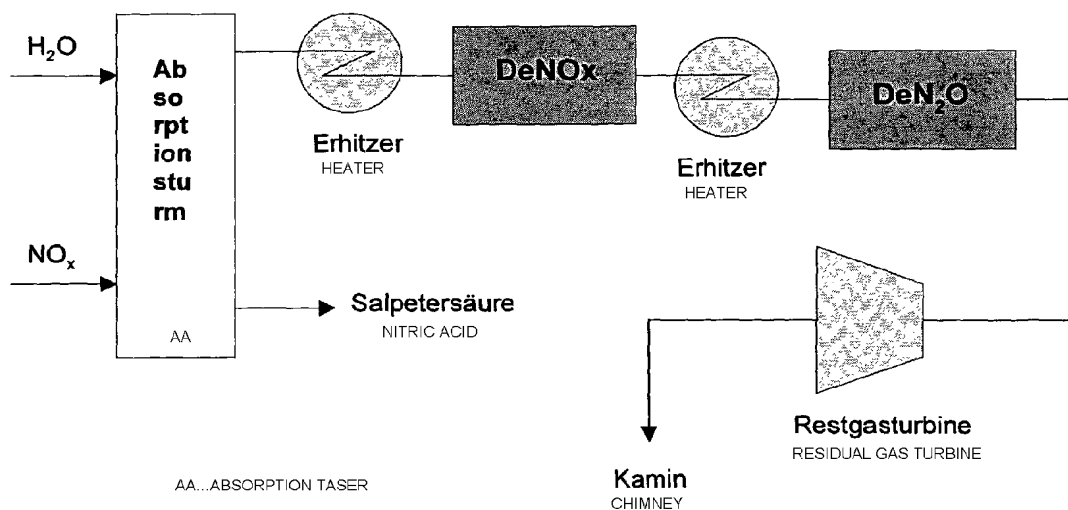 H₂O
Ab
so
rpt
ion
stu
rm
NOₓ
AA
Erhitzer
HEATER
DeNOx
Erhitzer
HEATER
DeN₂O
Salpetersäure
NITRIC ACID
Restgasturbine
RESIDUAL GAS TURBINE
Kamin
CHIMNEY
AA...ABSORPTION TASER